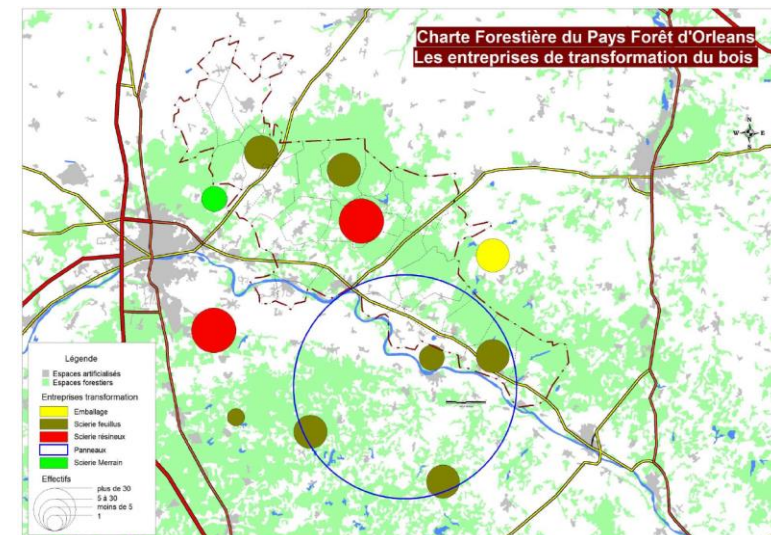 Charte Forestière du Pays Forêt d'Orleans
Les entreprises de transformation du bois
N
W E
S
Légende
Espaces artificialisés
Espaces forestiers
Entreprises transformation
Emballage
Scierie feuillus
Scierie résineux
Panneaux
Scierie Merrain
Effectifs
plus de 30
5 à 30
moins de 5
1